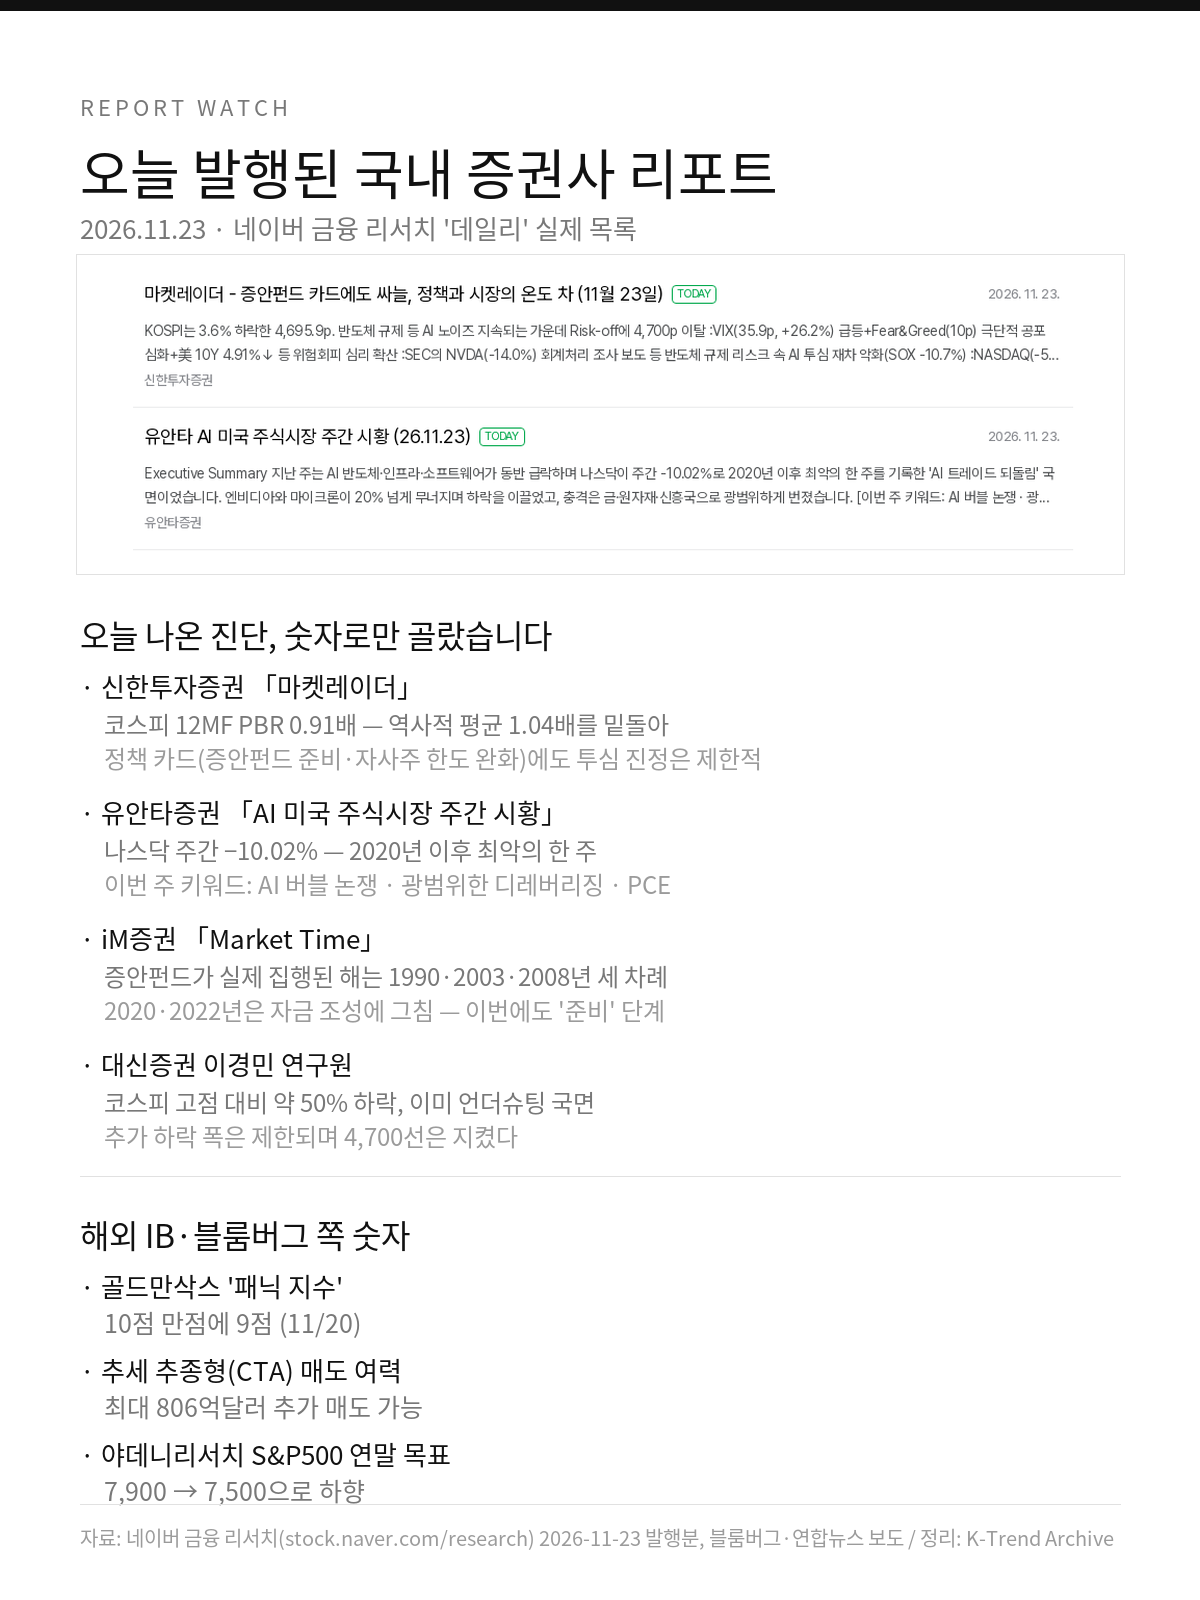 REPORT WATCH
오늘 발행된 국내 증권사 리포트
2026.11.23 · 네이버 금융 리서치 '데일리' 실제 목록
마켓레이더 - 증안펀드 카드에도 싸늘, 정책과 시장의 온도 차 (11월 23일) TODAY 2026. 11. 23.
KOSPI는 3.6% 하락한 4,695.9p. 반도체 규제 등 AI 노이즈 지속되는 가운데 Risk-off에 4,700p 이탈 :VIX(35.9p, +26.2%) 급등+Fear&Greed(10p) 극단적 공포
심화+美 10Y 4.91%↓ 등 위험회피 심리 확산 :SEC의 NVDA(-14.0%) 회계처리 조사 보도 등 반도체 규제 리스크 속 AI 투심 재차 악화(SOX -10.7%) :NASDAQ(-5...
신한투자증권
유안타 AI 미국 주식시장 주간 시황 (26.11.23) TODAY 2026. 11. 23.
Executive Summary 지난 주는 AI 반도체·인프라·소프트웨어가 동반 급락하며 나스닥이 주간 -10.02%로 2020년 이후 최악의 한 주를 기록한 'AI 트레이드 되돌림' 국
면이었습니다. 엔비디아와 마이크론이 20% 넘게 무너지며 하락을 이끌었고, 충격은 금·원자재·신흥국으로 광범위하게 번졌습니다. [이번 주 키워드: AI 버블 논쟁 · 광...
유안타증권
오늘 나온 진단, 숫자로만 골랐습니다
· 신한투자증권 「마켓레이더」
코스피 12MF PBR 0.91배 — 역사적 평균 1.04배를 밑돌아
정책 카드(증안펀드 준비·자사주 한도 완화)에도 투심 진정은 제한적
· 유안타증권 「AI 미국 주식시장 주간 시황」
나스닥 주간 −10.02% — 2020년 이후 최악의 한 주
이번 주 키워드: AI 버블 논쟁 · 광범위한 디레버리징 · PCE
· iM증권 「Market Time」
증안펀드가 실제 집행된 해는 1990·2003·2008년 세 차례
2020·2022년은 자금 조성에 그침 — 이번에도 '준비' 단계
· 대신증권 이경민 연구원
코스피 고점 대비 약 50% 하락, 이미 언더슈팅 국면
추가 하락 폭은 제한되며 4,700선은 지켰다
해외 IB·블룸버그 쪽 숫자
· 골드만삭스 '패닉 지수'
10점 만점에 9점 (11/20)
· 추세 추종형(CTA) 매도 여력
최대 806억달러 추가 매도 가능
· 야데니리서치 S&P500 연말 목표
7,900 → 7,500으로 하향
자료: 네이버 금융 리서치(stock.naver.com/research) 2026-11-23 발행분, 블룸버그·연합뉴스 보도 / 정리: K-Trend Archive